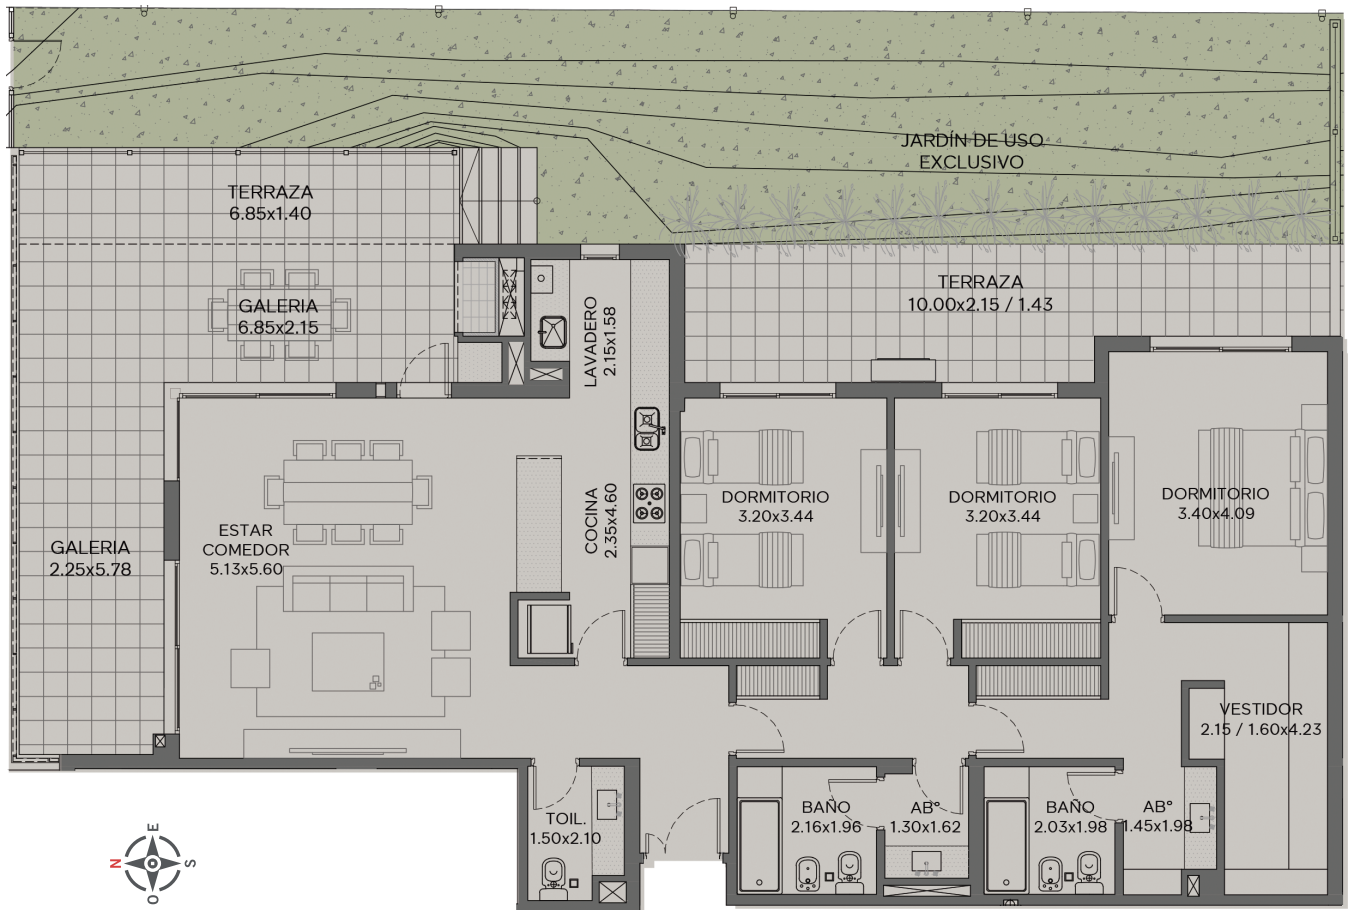 JARDÍN DE USO
EXCLUSIVO
TERRAZA
6.85x1.40
TERRAZA
10.00x2.15 / 1.43
GALERIA
6.85x2.15
LAVADERO
2.15x1.58
GALERIA
2.25x5.78
ESTAR
COMEDOR
5.13x5.60
COCINA
2.35x4.60
DORMITORIO
3.20x3.44
DORMITORIO
3.20x3.44
DORMITORIO
3.40x4.09
VESTIDOR
2.15 / 1.60x4.23
TOIL.
1.50x2.10
BAÑO
2.16x1.96
ABº
1.30x1.62
BAÑO
2.03x1.98
ABº
1.45x1.98
E
N
S
O